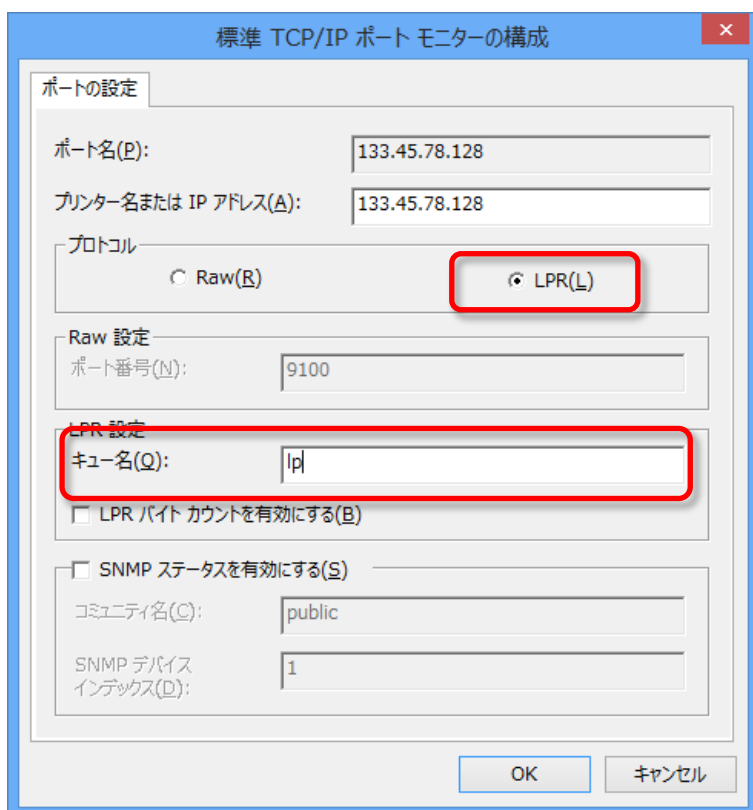 標準 TCP/IP ポート モニターの構成
ポートの設定
ポート名(P): 133.45.78.128
プリンター名または IP アドレス(A): 133.45.78.128
プロトコル
Raw(R) LPR(L)
Raw 設定
ポート番号(N): 9100
LPR 設定
キュー名(Q): lp
LPR バイト カウントを有効にする(B)
SNMP ステータスを有効にする(S)
コミュニティ名(C): public
SNMP デバイス
インデックス(D): 1
OK キャンセル